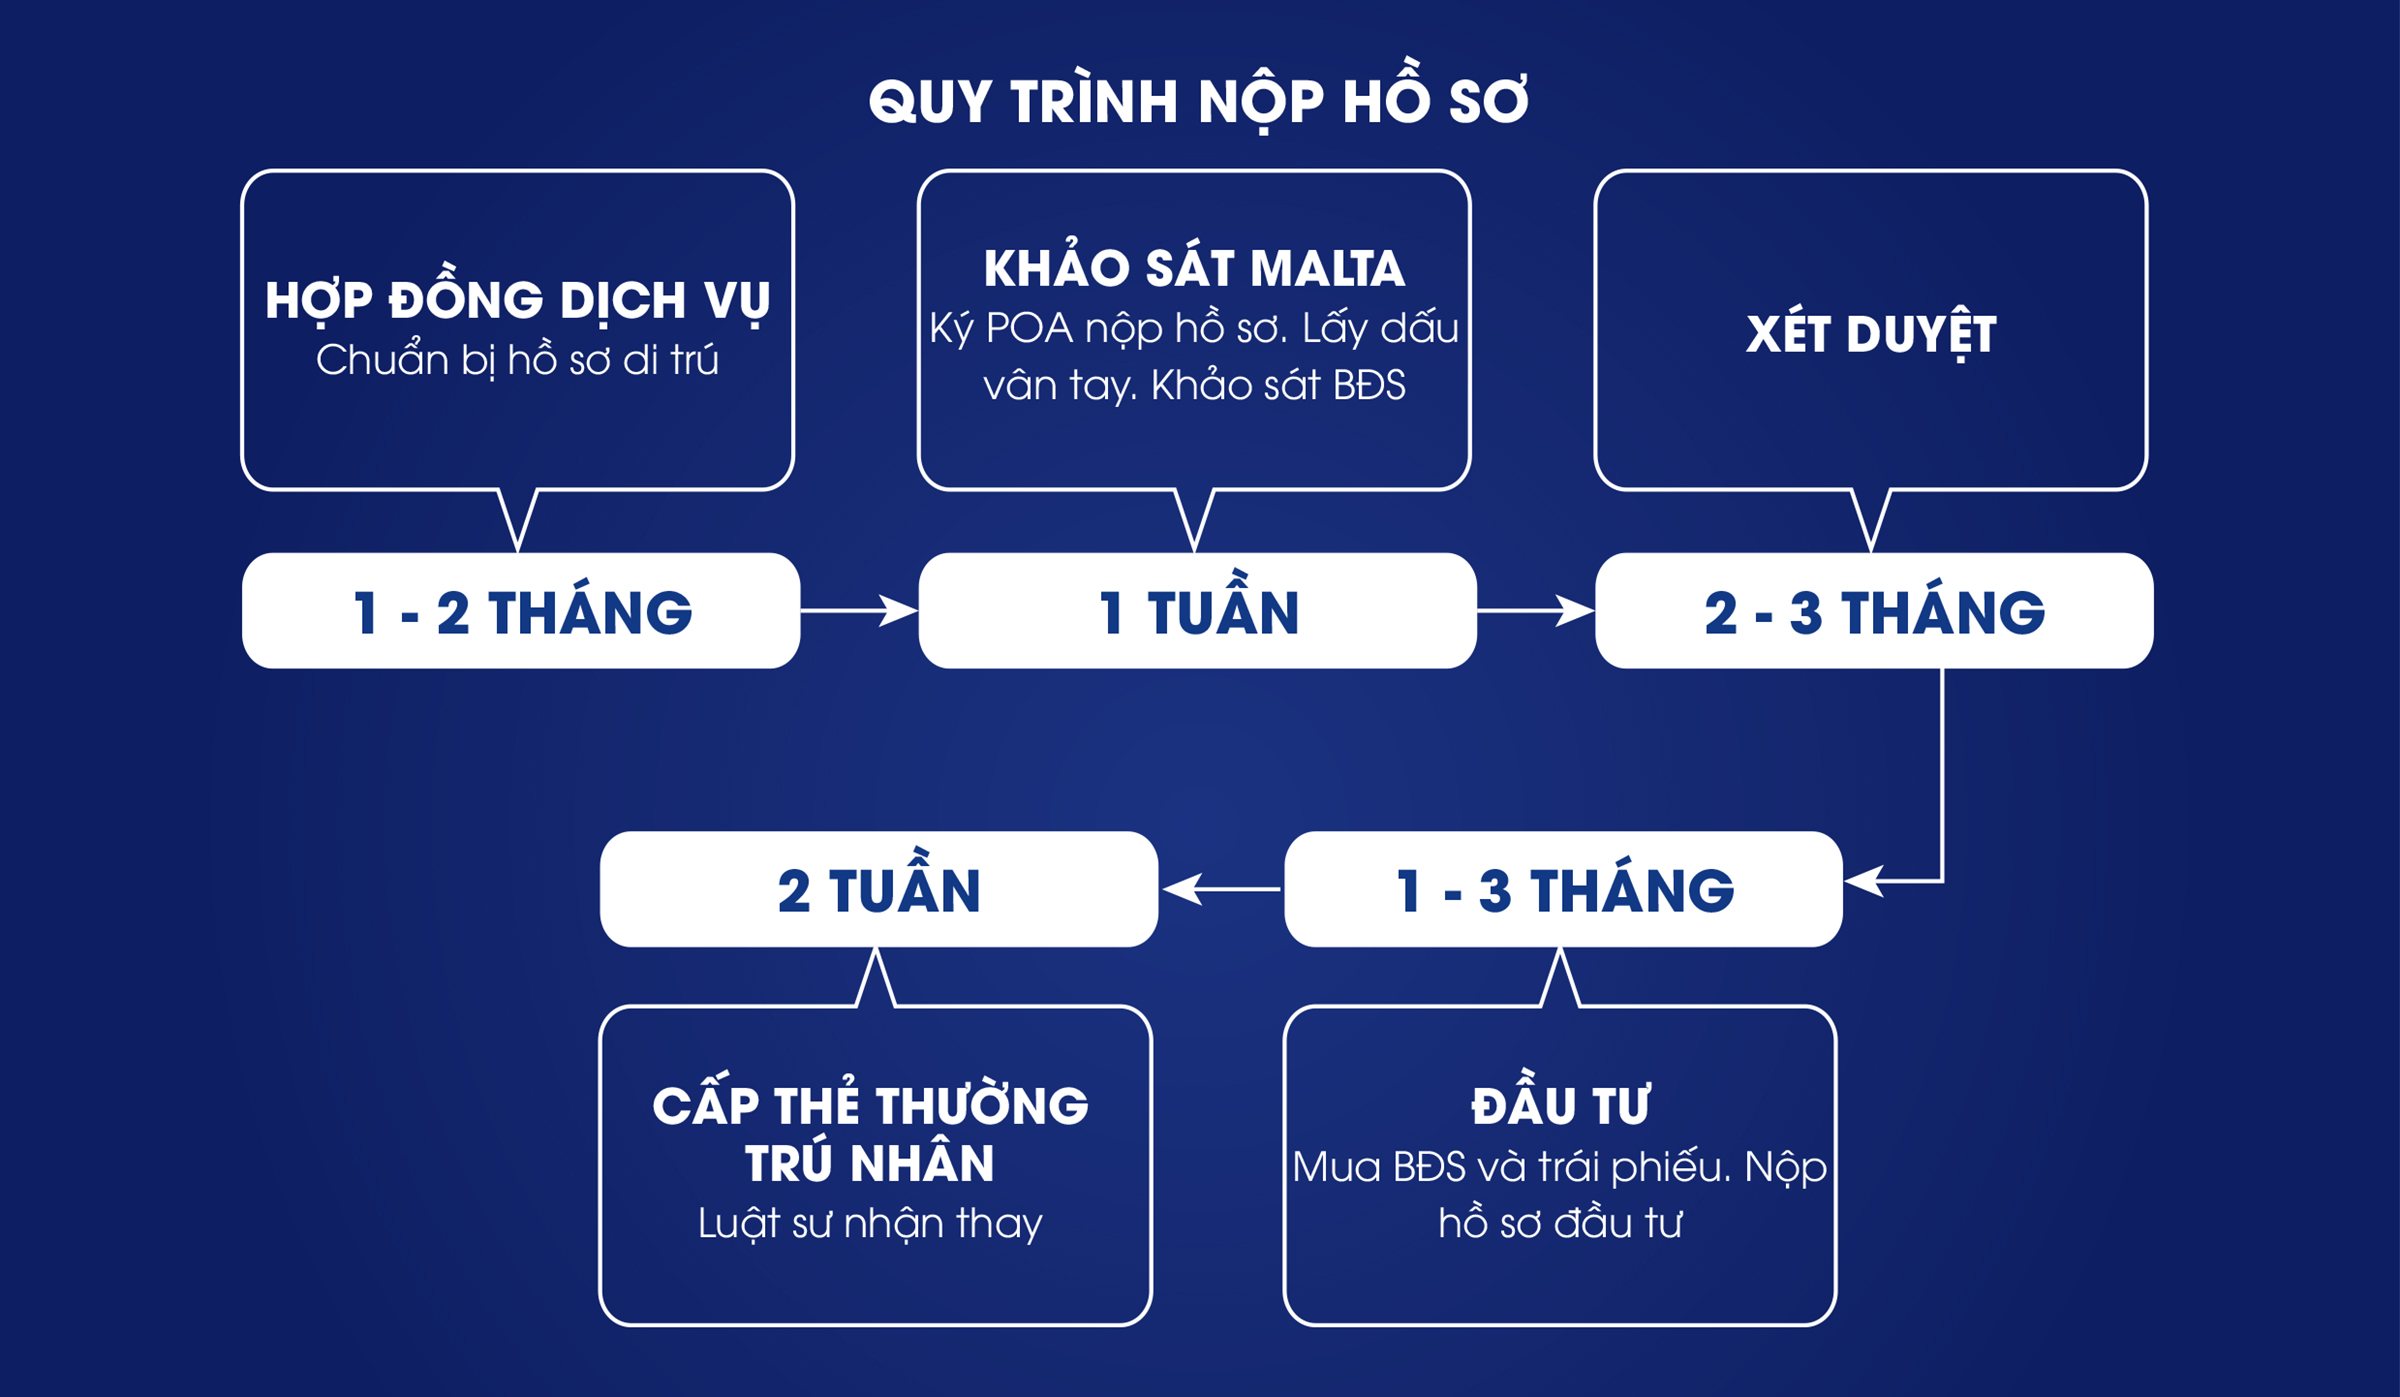 QUY TRÌNH NỘP HỒ SƠ
HỢP ĐỒNG DỊCH VỤ
Chuẩn bị hồ sơ di trú
1 - 2 THÁNG
KHẢO SÁT MALTA
Ký POA nộp hồ sơ. Lấy dấu
vân tay. Khảo sát BĐS
1 TUẦN
XÉT DUYỆT
2 - 3 THÁNG
1 - 3 THÁNG
ĐẦU TƯ
Mua BĐS và trái phiếu. Nộp
hồ sơ đầu tư
2 TUẦN
CẤP THẺ THƯỜNG
TRÚ NHÂN
Luật sư nhận thay